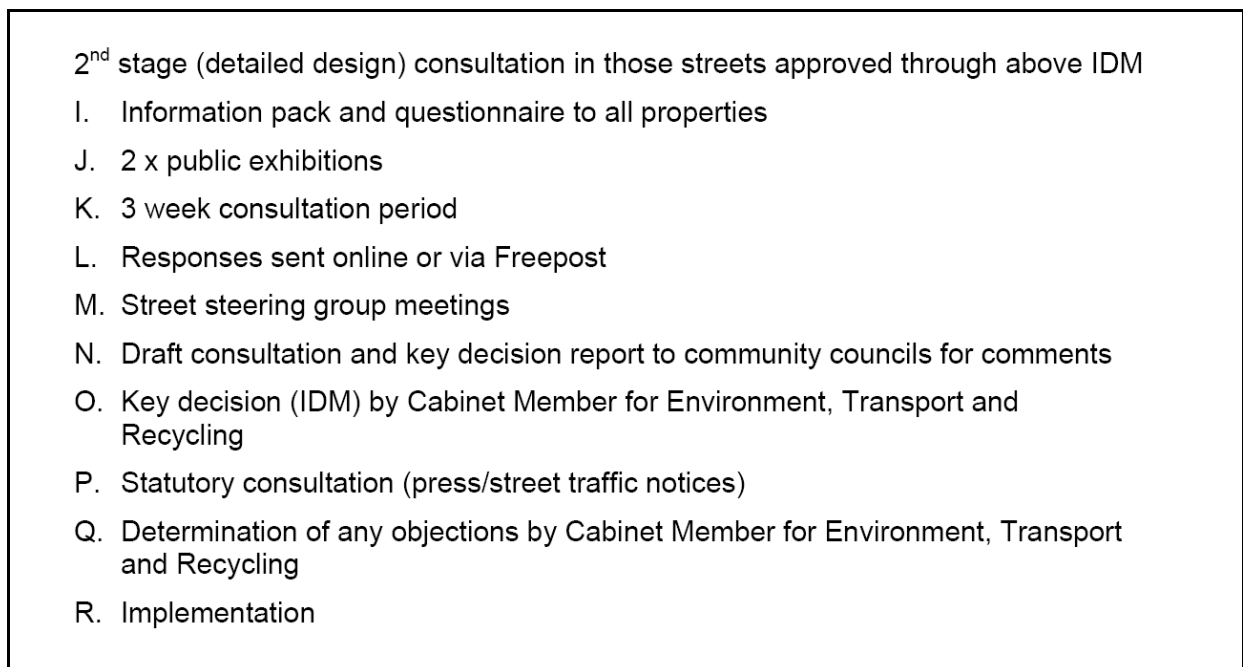 2nd stage (detailed design) consultation in those streets approved through above IDM
I. Information pack and questionnaire to all properties
J. 2 x public exhibitions
K. 3 week consultation period
L. Responses sent online or via Freepost
M. Street steering group meetings
N. Draft consultation and key decision report to community councils for comments
O. Key decision (IDM) by Cabinet Member for Environment, Transport and
Recycling
P. Statutory consultation (press/street traffic notices)
Q. Determination of any objections by Cabinet Member for Environment, Transport
and Recycling
R. Implementation